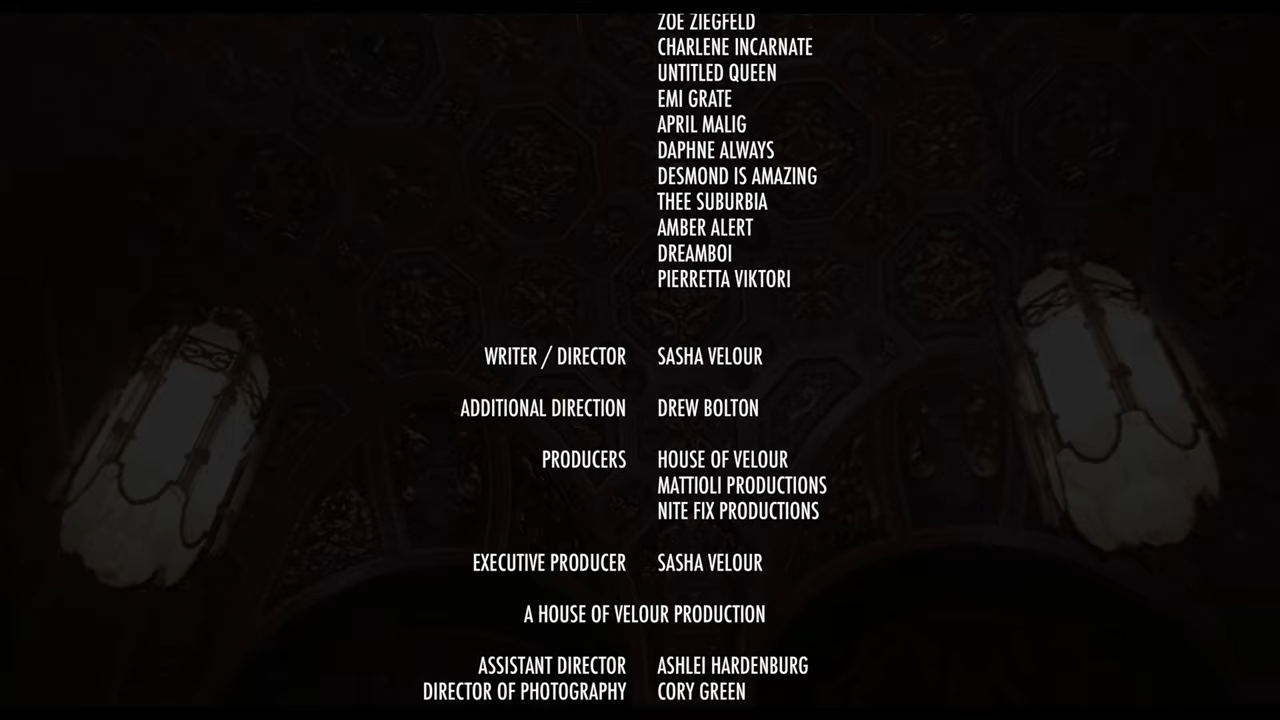 ZOE ZIEGFELD
CHARLENE INCARNATE
UNTITLED QUEEN
EMI GRATE
APRIL MALIG
DAPHNE ALWAYS
DESMOND IS AMAZING
THEE SUBURBIA
AMBER ALERT
DREAMBOI
PIERRETTA VIKTORI
WRITER / DIRECTOR SASHA VELOUR
ADDITIONAL DIRECTION DREW BOLTON
PRODUCERS HOUSE OF VELOUR
MATTIOLI PRODUCTIONS
NITE FIX PRODUCTIONS
EXECUTIVE PRODUCER SASHA VELOUR
A HOUSE OF VELOUR PRODUCTION
ASSISTANT DIRECTOR ASHLEI HARDENBURG
DIRECTOR OF PHOTOGRAPHY CORY GREEN